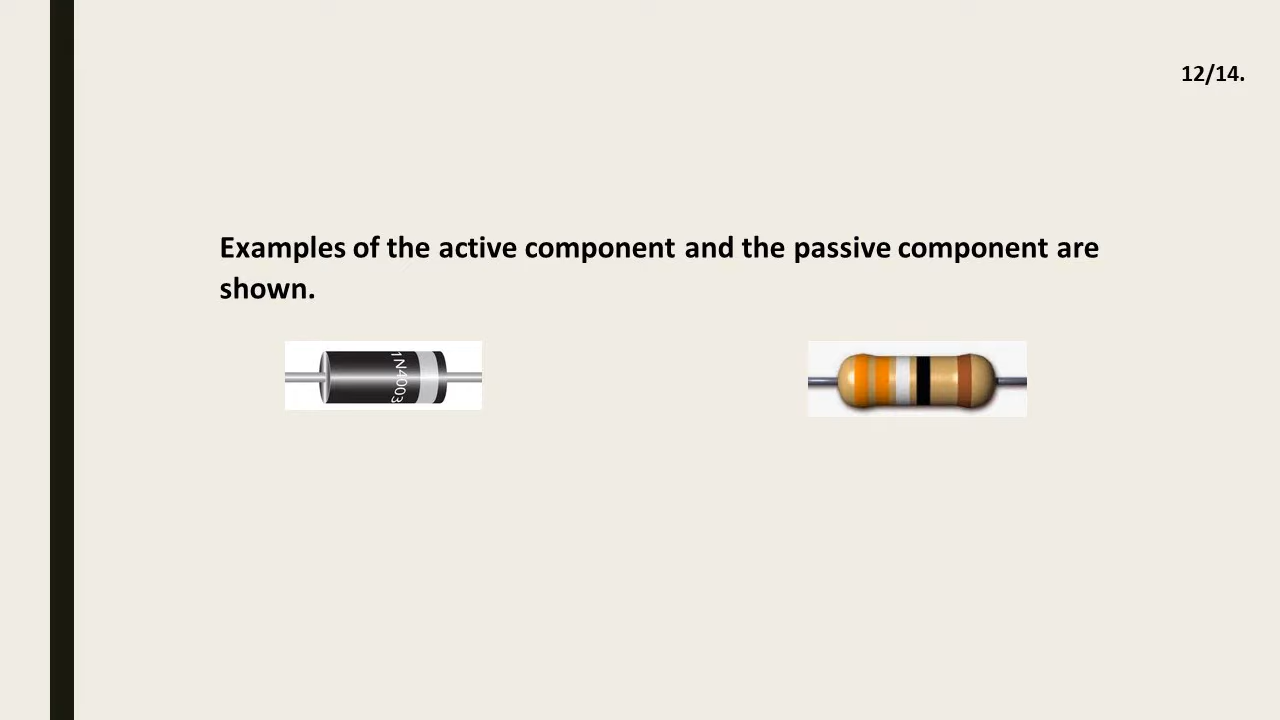 12/14.
Examples of the active component and the passive component are
shown.
1N4003